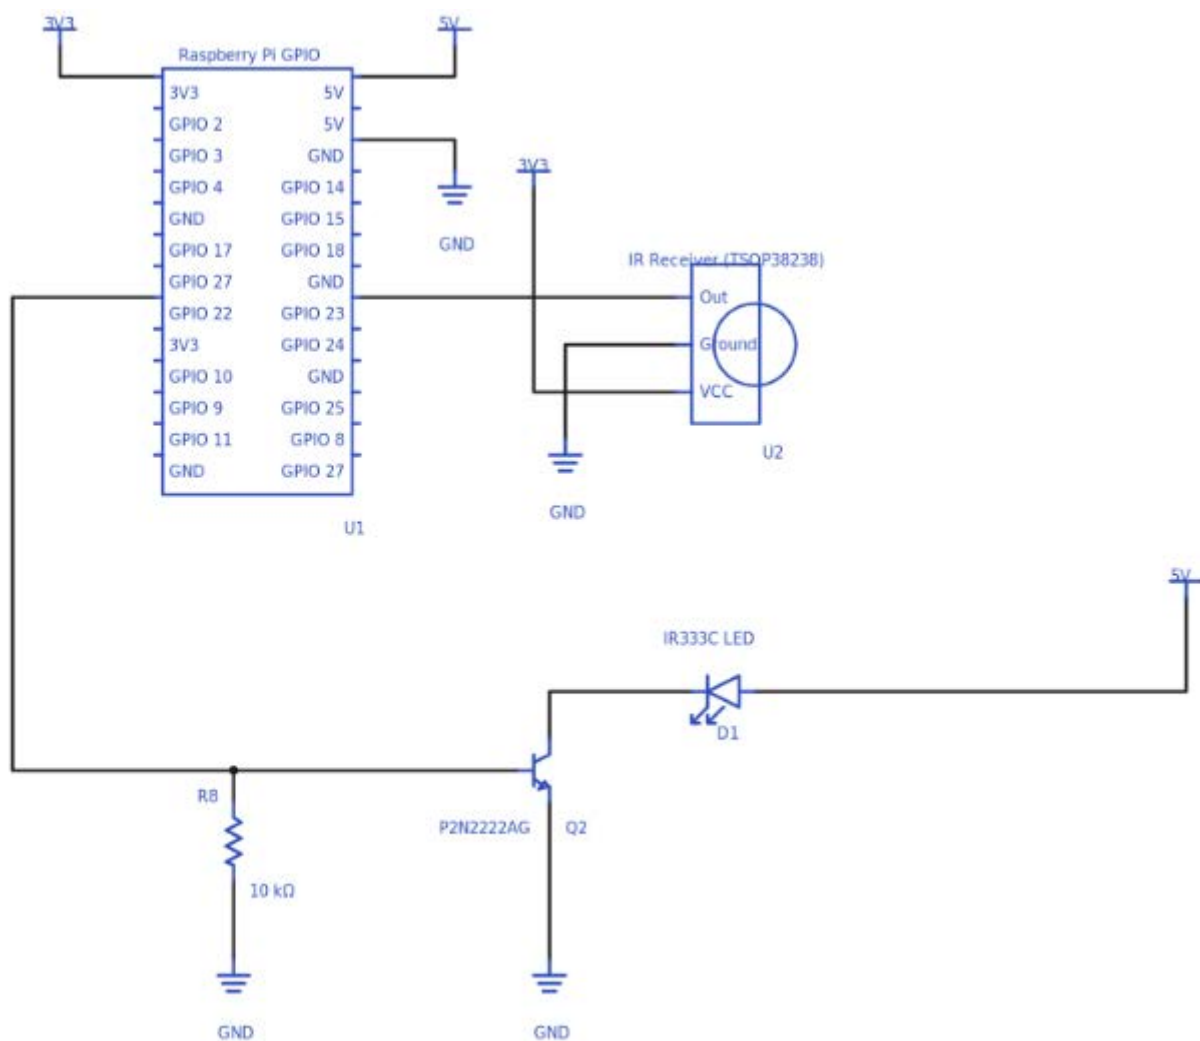 3V3
5V
Raspberry Pi GPIO
3V3 5V
GPIO 2 5V
GPIO 3 GND
GPIO 4 GPIO 14
GND GPIO 15
GPIO 17 GPIO 18
GPIO 27 GND
GPIO 22 GPIO 23
3V3 GPIO 24
GPIO 10 GND
GPIO 9 GPIO 25
GPIO 11 GPIO 8
GND GPIO 27
U1
GND
3V3
IR Receiver (TSOP38238)
Out
Ground
VCC
U2
GND
5V
IR333C LED
D1
R8
10 kΩ
P2N2222AG Q2
GND
GND